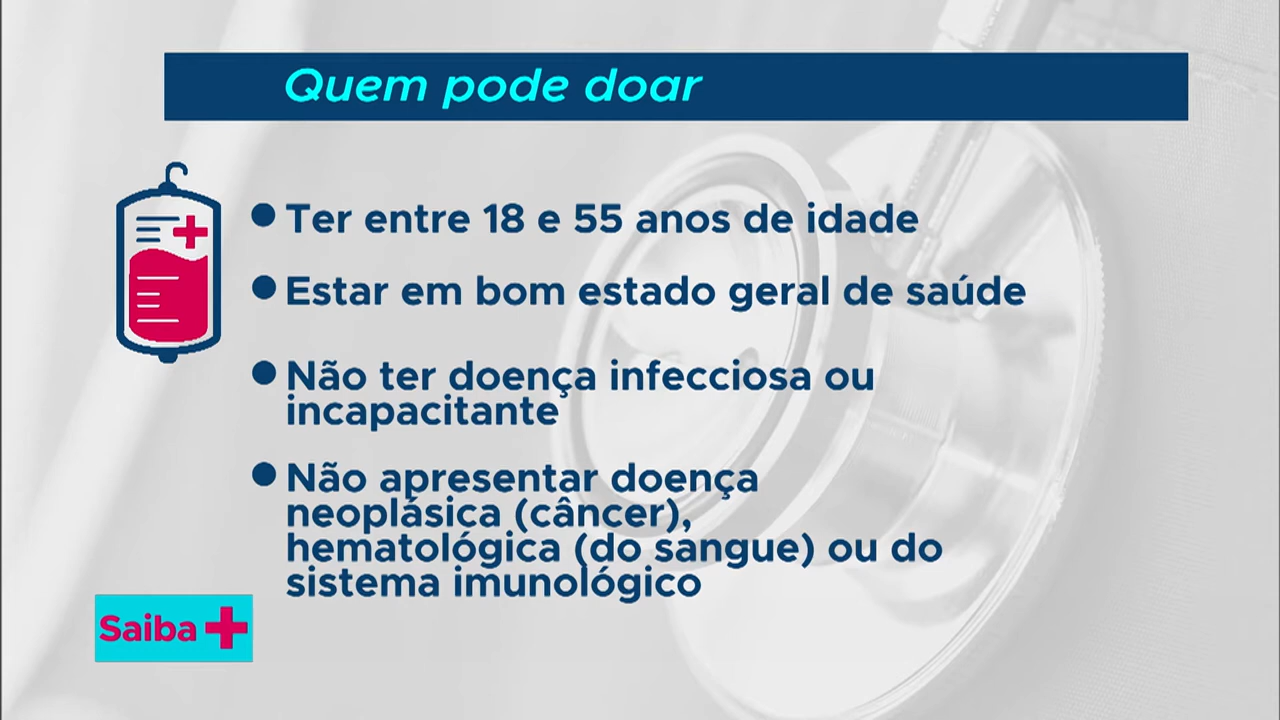 Quem pode doar
Ter entre 18 e 55 anos de idade
Estar em bom estado geral de saúde
Não ter doença infecciosa ou
incapacitante
Não apresentar doença
neoplásica (câncer),
hematológica (do sangue) ou do
sistema imunológico
Saiba +